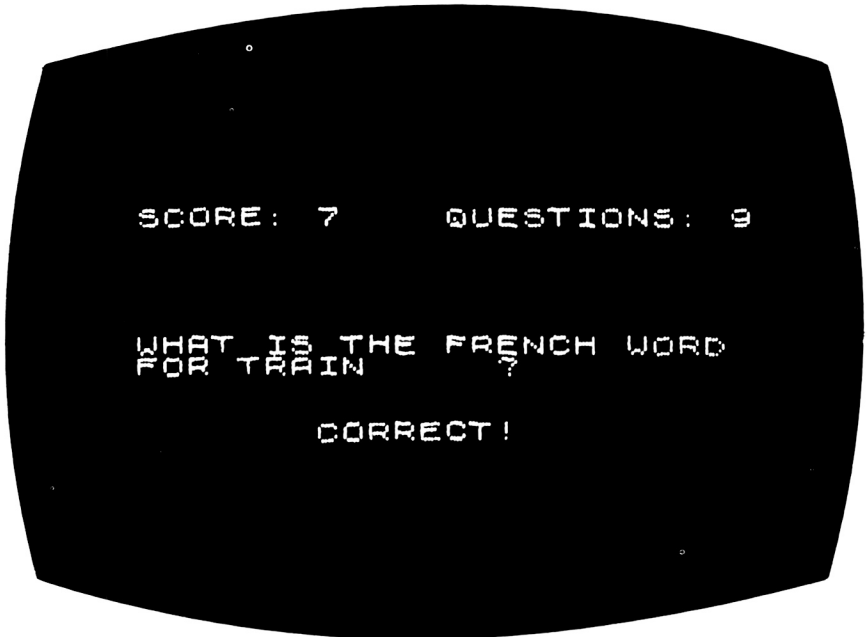 SCORE: 7 QUESTIONS: 9
WHAT IS THE FRENCH WORD
FOR TRAIN ?
CORRECT!